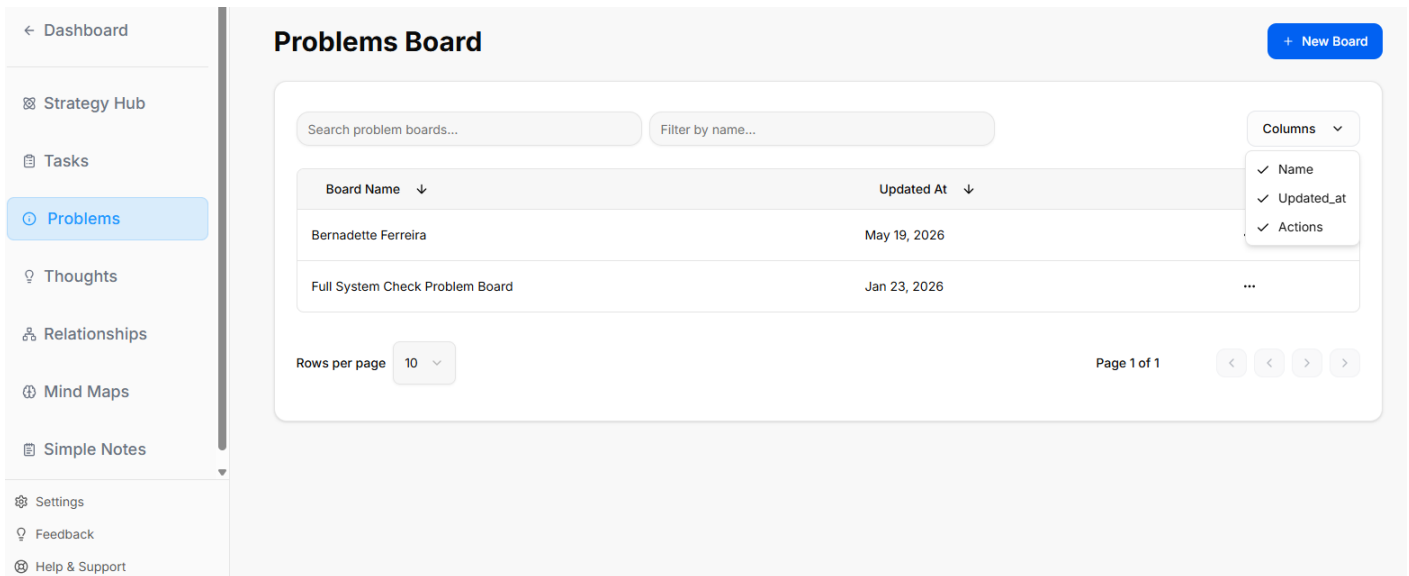 Dashboard
Strategy Hub
Tasks
Problems
Thoughts
Relationships
Mind Maps
Simple Notes
Settings
Feedback
Help & Support
Problems Board
+ New Board
Search problem boards...
Filter by name...
Columns
Name
Updated_at
Actions
Board Name
Updated At
Bernadette Ferreira
May 19, 2026
Full System Check Problem Board
Jan 23, 2026
...
Rows per page
10
Page 1 of 1